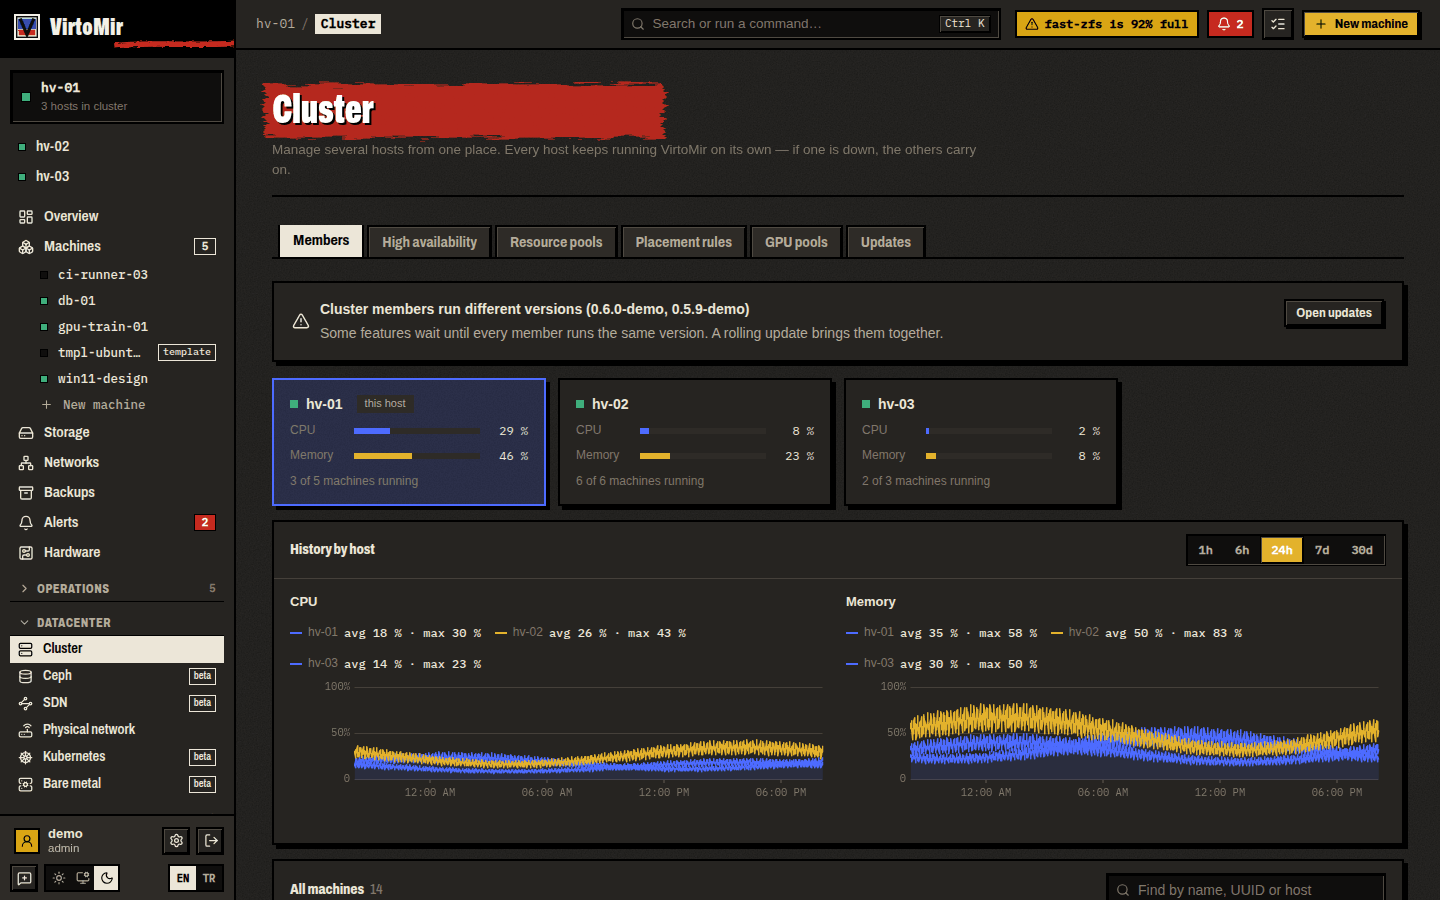 VirtoMir
hv-01 / Cluster
Search or run a command…
Ctrl K
fast-zfs is 92% full
2
New machine
hv-01
3 hosts in cluster
hv-02
hv-03
Overview
Machines 5
ci-runner-03
db-01
gpu-train-01
tmpl-ubunt… template
win11-design
New machine
Storage
Networks
Backups
Alerts 2
Hardware
OPERATIONS 5
DATACENTER
Cluster
Ceph beta
SDN beta
Physical network
Kubernetes beta
Bare metal beta
demo
admin
EN TR
Cluster
Manage several hosts from one place. Every host keeps running VirtoMir on its own — if one is down, the others carry
on.
Members High availability Resource pools Placement rules GPU pools Updates
Cluster members run different versions (0.6.0-demo, 0.5.9-demo)
Some features wait until every member runs the same version. A rolling update brings them together.
Open updates
hv-01 this host
CPU 29 %
Memory 46 %
3 of 5 machines running
hv-02
CPU 8 %
Memory 23 %
6 of 6 machines running
hv-03
CPU 2 %
Memory 8 %
2 of 3 machines running
History by host
1h 6h 24h 7d 30d
CPU
hv-01 avg 18 % · max 30 % hv-02 avg 26 % · max 43 %
hv-03 avg 14 % · max 23 %
100%
50%
0
12:00 AM 06:00 AM 12:00 PM 06:00 PM
Memory
hv-01 avg 35 % · max 58 % hv-02 avg 50 % · max 83 %
hv-03 avg 30 % · max 50 %
100%
50%
0
12:00 AM 06:00 AM 12:00 PM 06:00 PM
All machines 14
Find by name, UUID or host